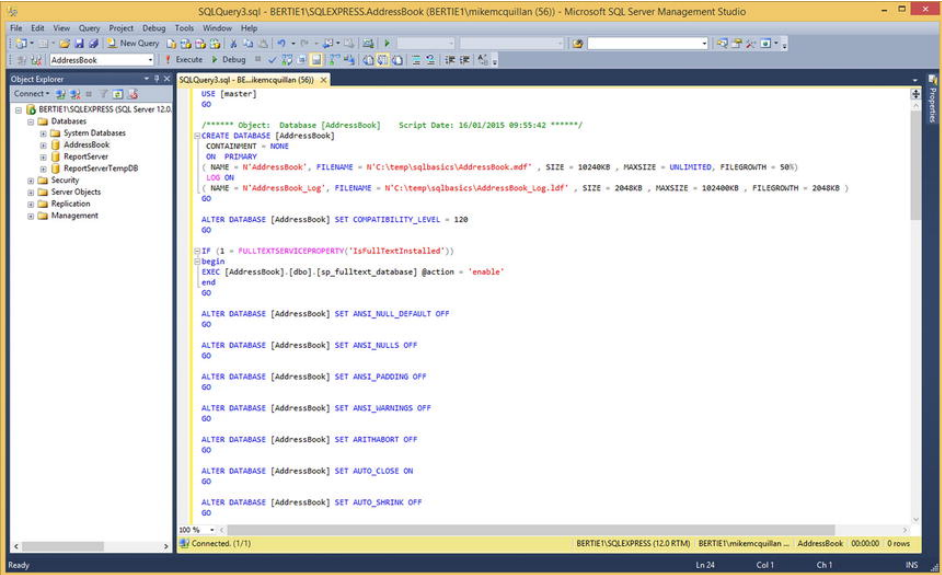 SQLQuery3.sql - BERTIE1\SQLEXPRESS.AddressBook (BERTIE1\mikemcquillan (56)) - Microsoft SQL Server Management Studio
File Edit View Query Project Debug Tools Window Help
New Query
AddressBook Execute Debug
Object Explorer
Connect
BERTIE1\SQLEXPRESS (SQL Server 12.0.
Databases
System Databases
AddressBook
ReportServer
ReportServerTempDB
Security
Server Objects
Replication
Management
SQLQuery3.sql - BE...ikemcquillan (56))
USE [master]
GO
/****** Object: Database [AddressBook] Script Date: 16/01/2015 09:55:42 ******/
CREATE DATABASE [AddressBook]
CONTAINMENT = NONE
ON PRIMARY
( NAME = N'AddressBook', FILENAME = N'C:\temp\sqlbasics\AddressBook.mdf' , SIZE = 10240KB , MAXSIZE = UNLIMITED, FILEGROWTH = 50%)
LOG ON
( NAME = N'AddressBook_Log', FILENAME = N'C:\temp\sqlbasics\AddressBook_Log.ldf' , SIZE = 2048KB , MAXSIZE = 102400KB , FILEGROWTH = 2048KB )
GO
ALTER DATABASE [AddressBook] SET COMPATIBILITY_LEVEL = 120
GO
IF (1 = FULLTEXTSERVICEPROPERTY('IsFullTextInstalled'))
begin
EXEC [AddressBook].[dbo].[sp_fulltext_database] @action = 'enable'
end
GO
ALTER DATABASE [AddressBook] SET ANSI_NULL_DEFAULT OFF
GO
ALTER DATABASE [AddressBook] SET ANSI_NULLS OFF
GO
ALTER DATABASE [AddressBook] SET ANSI_PADDING OFF
GO
ALTER DATABASE [AddressBook] SET ANSI_WARNINGS OFF
GO
ALTER DATABASE [AddressBook] SET ARITHABORT OFF
GO
ALTER DATABASE [AddressBook] SET AUTO_CLOSE ON
GO
ALTER DATABASE [AddressBook] SET AUTO_SHRINK OFF
GO
100 %
Connected. (1/1) BERTIE1\SQLEXPRESS (12.0 RTM) BERTIE1\mikemcquillan ... AddressBook 00:00:00 0 rows
Properties
Ready Ln 24 Col 1 Ch 1 INS